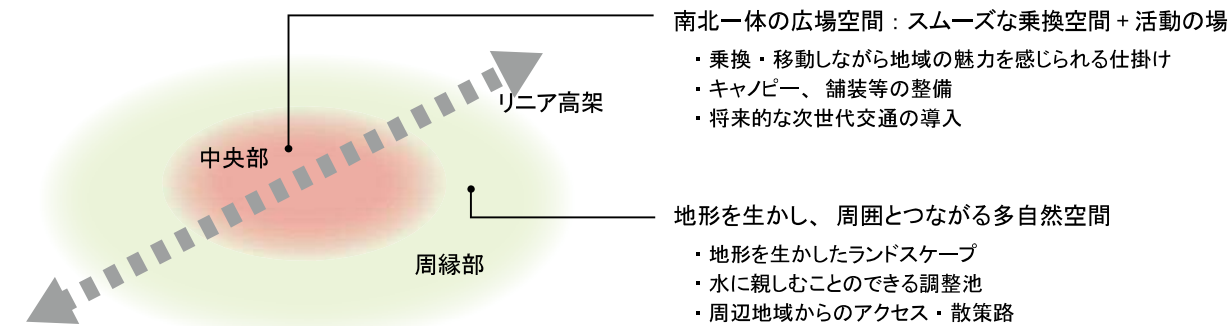 南北一体の広場空間：スムーズな乗換空間+活動の場
・乗換・移動しながら地域の魅力を感じられる仕掛け
・キャノピー、舗装等の整備
・将来的な次世代交通の導入
リニア高架
中央部
周縁部
地形を生かし、周囲とつながる多自然空間
・地形を生かしたランドスケープ
・水に親しむことのできる調整池
・周辺地域からのアクセス・散策路